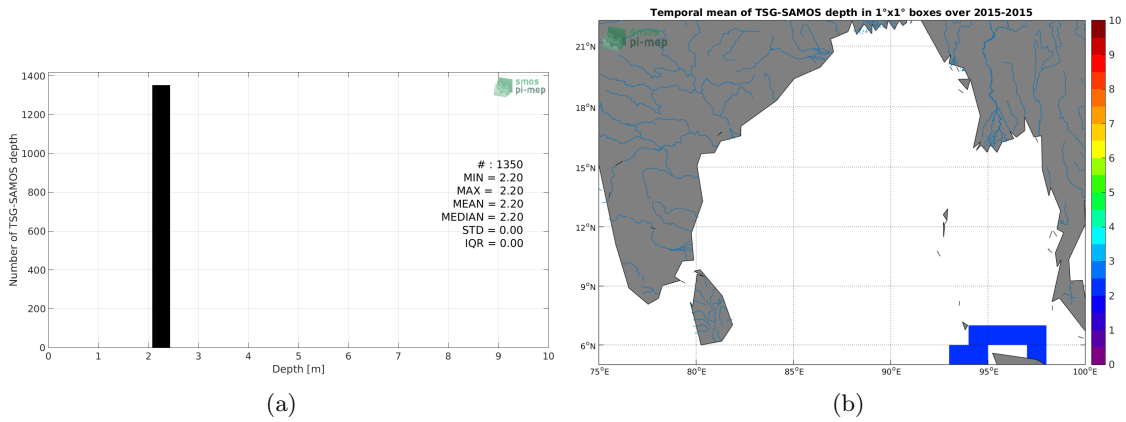 Temporal mean of TSG-SAMOS depth in 1°x1° boxes over 2015-2015
smos
pi-mep
1400
1200
1000
800
600
400
200
0
Number of TSG-SAMOS depth
# : 1350
MIN = 2.20
MAX = 2.20
MEAN = 2.20
MEDIAN = 2.20
STD = 0.00
IQR = 0.00
0 1 2 3 4 5 6 7 8 9 10
Depth [m]
(a)
smos
pi-mep
21°N
18°N
15°N
12°N
9°N
6°N
75°E 80°E 85°E 90°E 95°E 100°E
10
9
8
7
6
5
4
3
2
1
0
(b)